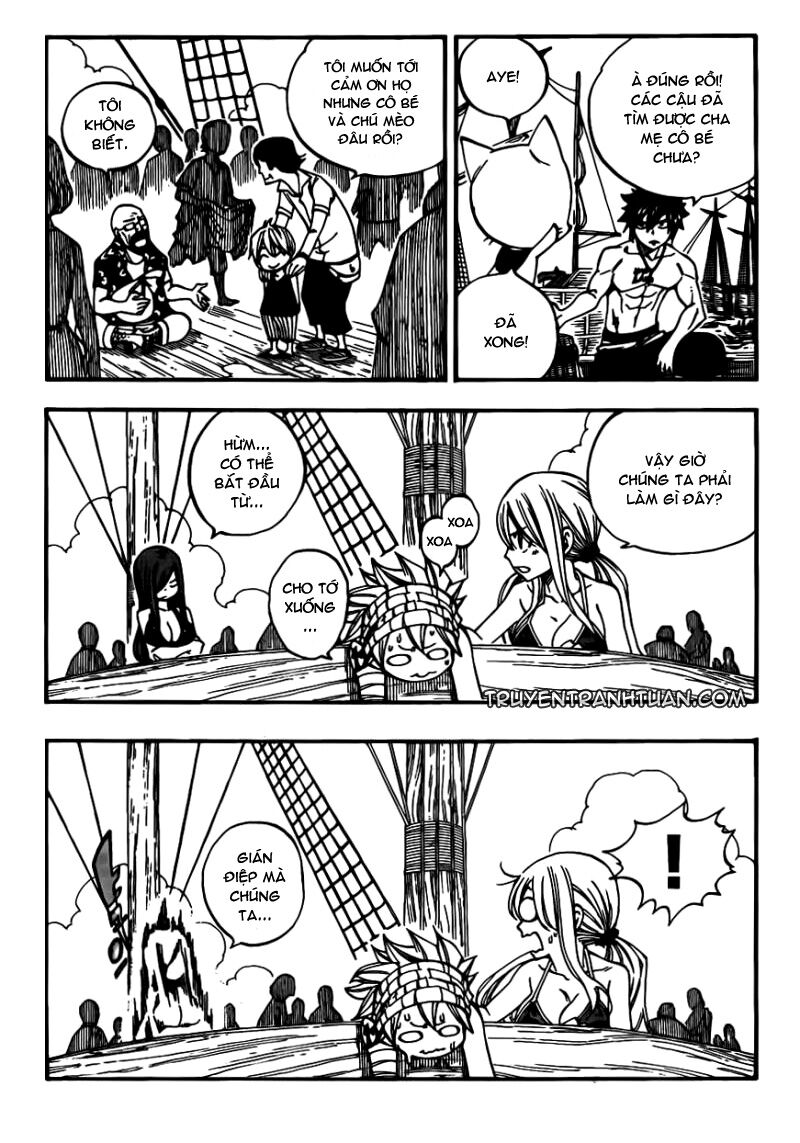 TÔI MUỐN TỚI
CẢM ƠN HỌ
NHƯNG CÔ BÉ
VÀ CHÚ MÈO
ĐÂU RỒI?
TÔI
KHÔNG
BIẾT.
AYE!
À ĐÚNG RỒI!
CÁC CẬU ĐÃ
TÌM ĐƯỢC CHA
MẸ CÔ BÉ
CHƯA?
ĐÃ
XONG!
HỪM...
CÓ THỂ
BẮT ĐẦU
TỪ...
XOA
XOA
CHO TỚ
XUỐNG
...
VẬY GIỜ
CHÚNG TA PHẢI
LÀM GÌ ĐÂY?
TRUYENTRANHTUAN.COM
GIÁN
ĐIỆP MÀ
CHÚNG
TA...
!